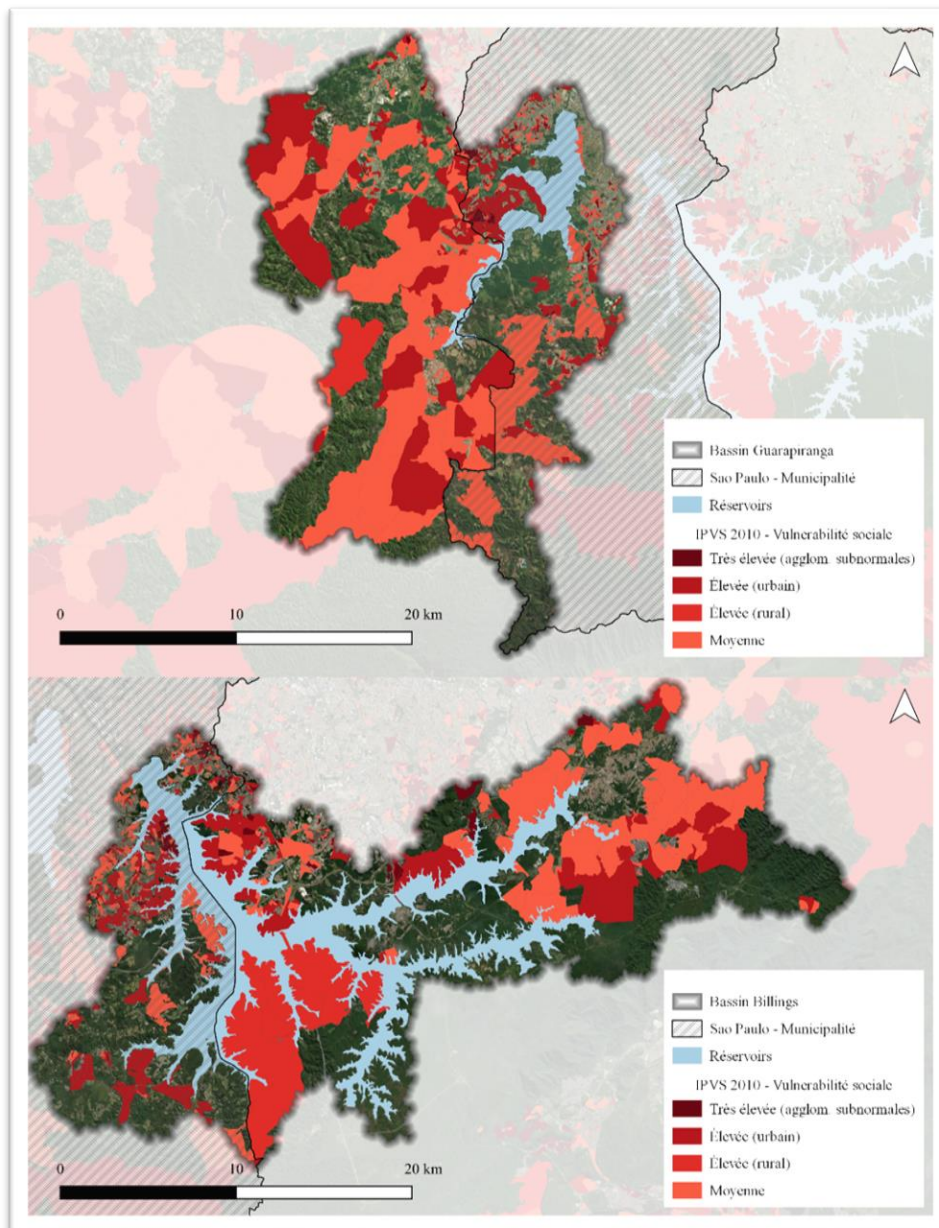 Bassin Guarapiranga
Sao Paulo - Municipalité
Réservoirs
IPVS 2010 - Vulnerabilité sociale
Très élevée (agglom. subnormales)
Élevée (urbain)
Élevée (rural)
Moyenne
0 10 20 km
Bassin Billings
Sao Paulo - Municipalité
Réservoirs
IPVS 2010 - Vulnerabilité sociale
Très élevée (agglom. subnormales)
Élevée (urbain)
Élevée (rural)
Moyenne
0 10 20 km